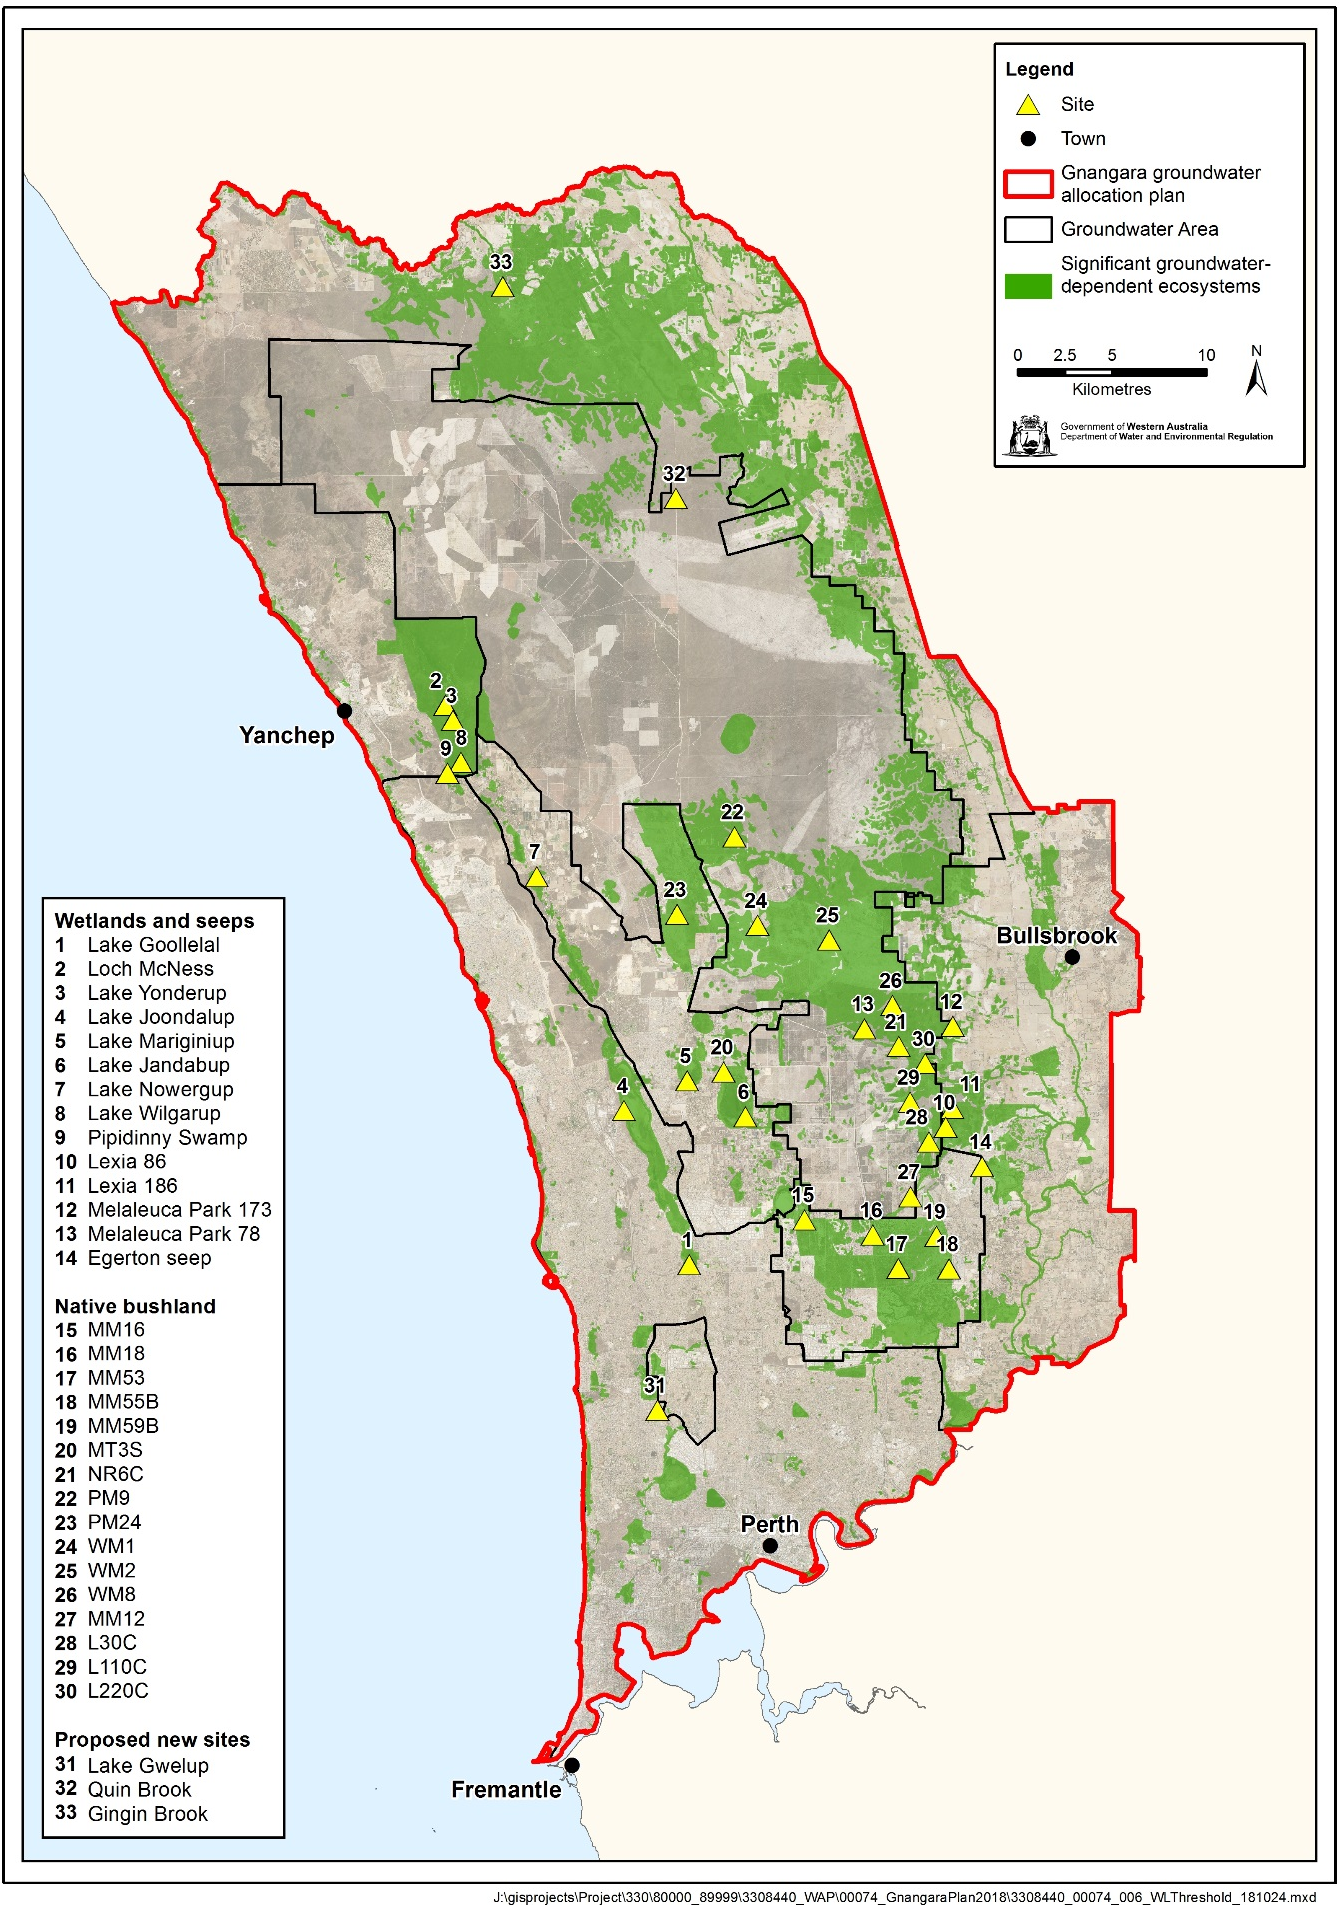 Legend
Site
Town
Gnangara groundwater
allocation plan
Groundwater Area
Significant groundwater-
dependent ecosystems
0 2.5 5 10
Kilometres
N
Government of Western Australia
Department of Water and Environmental Regulation
33
32
2
3
Yanchep
8
9
22
7
23
24
25
Bullsbrook
26
13
12
21
30
5
20
29
4
6
11
10
28
14
27
15
16
19
1
17
18
31
Perth
Fremantle
Wetlands and seeps
1 Lake Goollelal
2 Loch McNess
3 Lake Yonderup
4 Lake Joondalup
5 Lake Mariginiup
6 Lake Jandabup
7 Lake Nowergup
8 Lake Wilgarup
9 Pipidinny Swamp
10 Lexia 86
11 Lexia 186
12 Melaleuca Park 173
13 Melaleuca Park 78
14 Egerton seep
Native bushland
15 MM16
16 MM18
17 MM53
18 MM55B
19 MM59B
20 MT3S
21 NR6C
22 PM9
23 PM24
24 WM1
25 WM2
26 WM8
27 MM12
28 L30C
29 L110C
30 L220C
Proposed new sites
31 Lake Gwelup
32 Quin Brook
33 Gingin Brook
J:\gisprojects\Project\330\80000_89999\3308440_WAP\00074_GnangaraPlan2018\3308440_00074_006_WLThreshold_181024.mxd